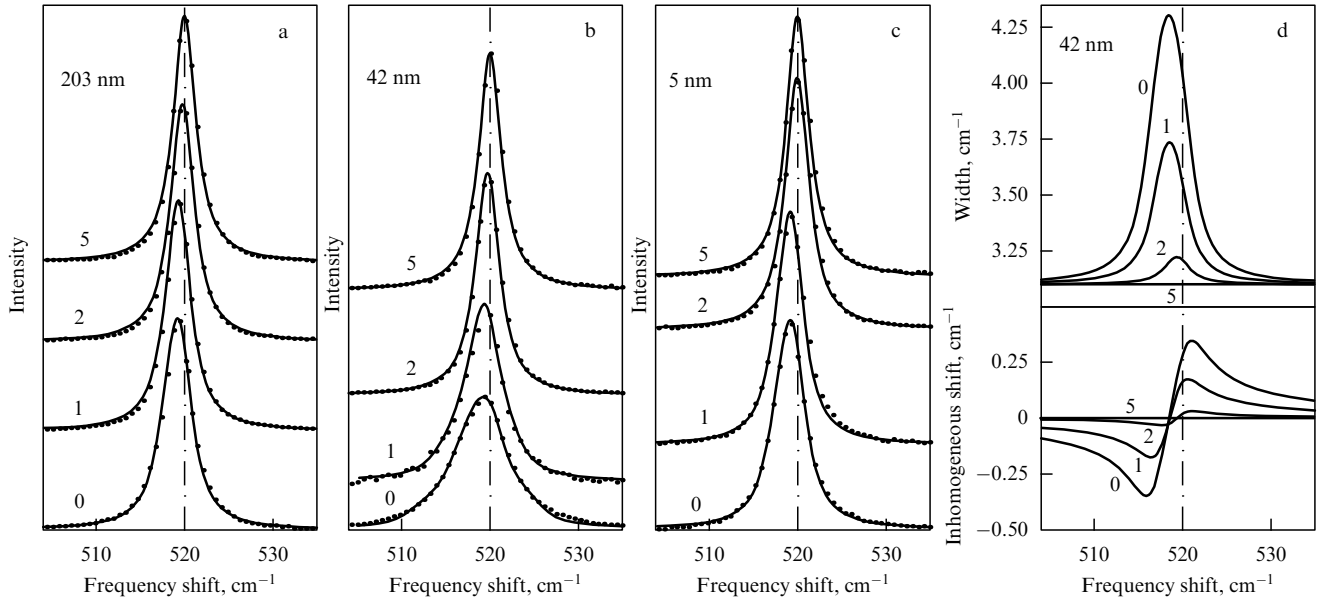 a
203 nm
5
2
1
0
Intensity
510
520
530
Frequency shift, cm−1
b
42 nm
5
2
1
0
Intensity
510
520
530
Frequency shift, cm−1
c
5 nm
5
2
1
0
Intensity
510
520
530
Frequency shift, cm−1
d
42 nm
4.25
4.00
3.75
3.50
3.25
Width, cm−1
0
1
2
5
0.25
0
−0.25
−0.50
Inhomogeneous shift, cm−1
5
2
1
0
510
520
530
Frequency shift, cm−1